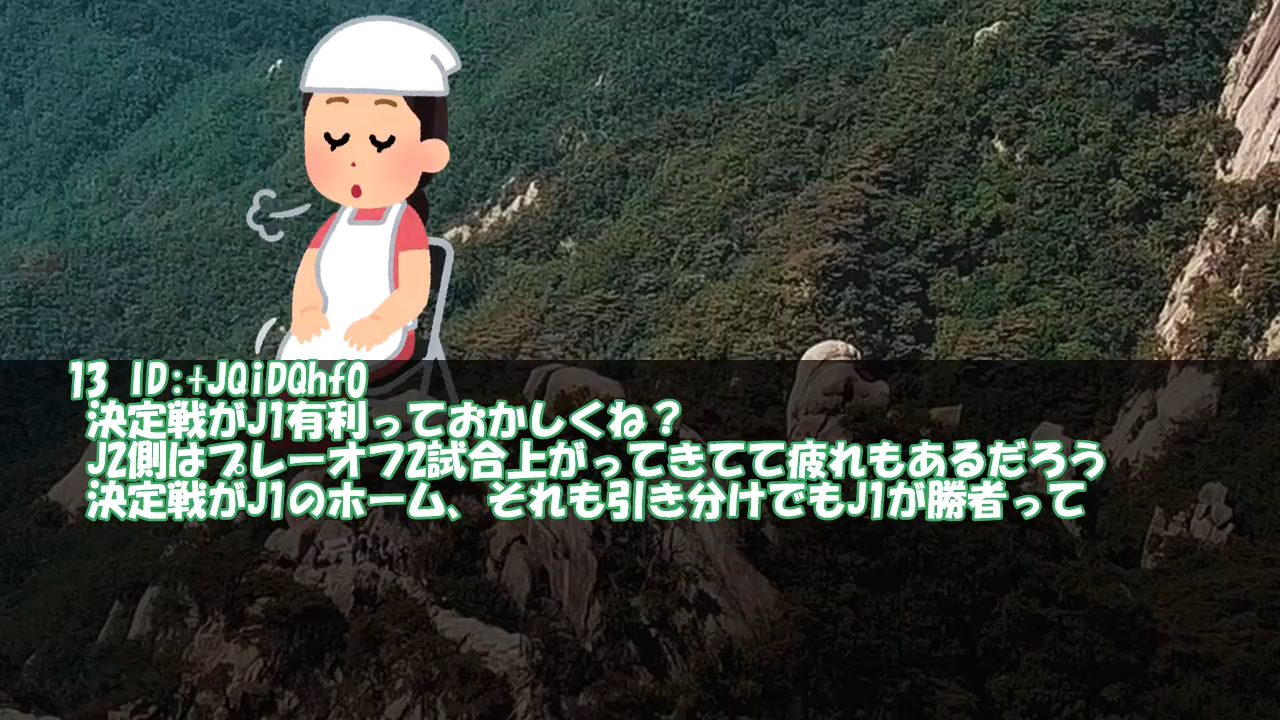 13 ID:+JQiDQhf0
決定戦がJ1有利っておかしくね？
J2側はプレーオフ2試合上がってきてて疲れもあるだろう
決定戦がJ1のホーム、それも引き分けでもJ1が勝者って